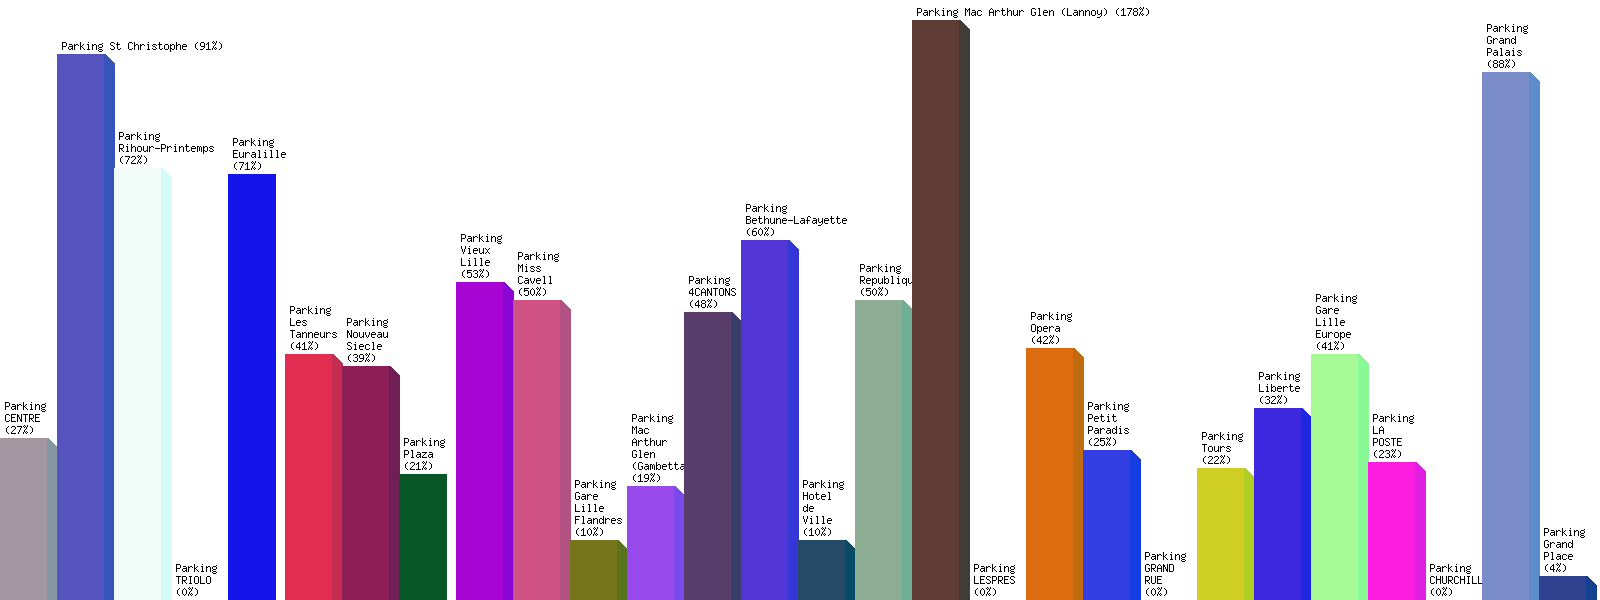 Parking
CENTRE
(27%)
Parking St Christophe (91%)
Parking
Rihour-Printemps
(72%)
Parking
TRIOLO
(0%)
Parking
Euralille
(71%)
Parking
Les
Tanneurs
(41%)
Parking
Nouveau
Siecle
(39%)
Parking
Plaza
(21%)
Parking
Vieux
Lille
(53%)
Parking
Miss
Cavell
(50%)
Parking
Gare
Lille
Flandres
(10%)
Parking
Mac
Arthur
Glen
(Gambetta
(19%)
Parking
4CANTONS
(48%)
Parking
Bethune-Lafayette
(60%)
Parking
Hotel
de
Ville
(10%)
Parking
Republiqu
(50%)
Parking Mac Arthur Glen (Lannoy) (178%)
Parking
LESPRES
(0%)
Parking
Opera
(42%)
Parking
Petit
Paradis
(25%)
Parking
GRAND
RUE
(0%)
Parking
Tours
(22%)
Parking
Liberte
(32%)
Parking
Gare
Lille
Europe
(41%)
Parking
LA
POSTE
(23%)
Parking
CHURCHILL
(0%)
Parking
Grand
Palais
(88%)
Parking
Grand
Place
(4%)